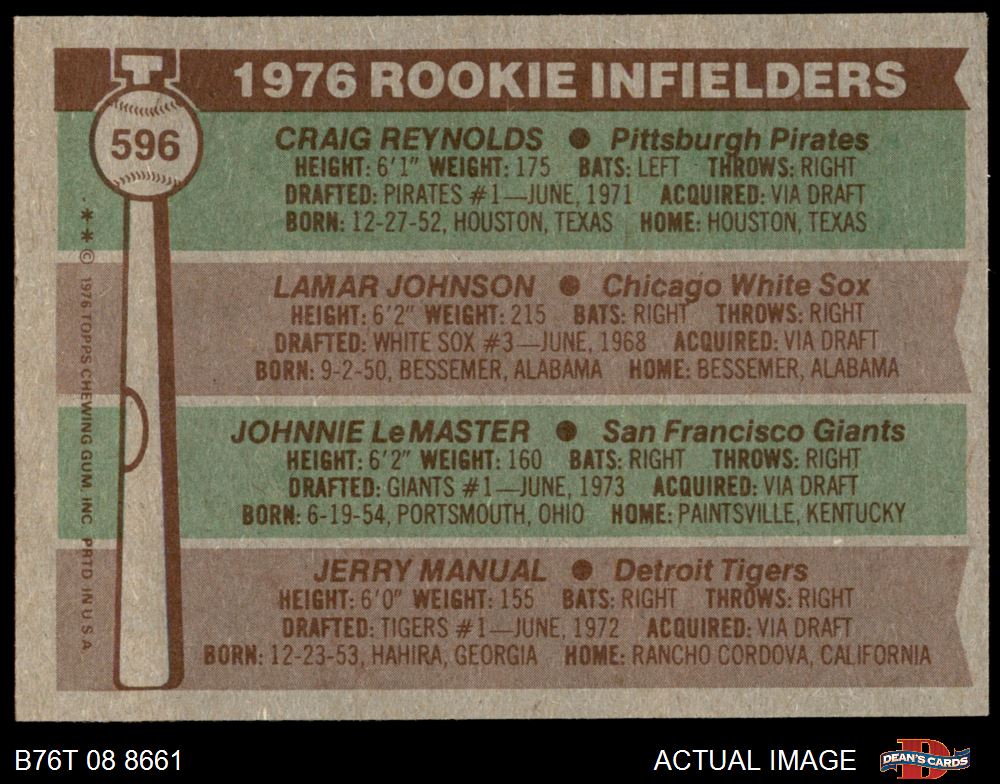 1976 ROOKIE INFIELDERS
T
596
CRAIG REYNOLDS ● Pittsburgh Pirates
HEIGHT: 6'1" WEIGHT: 175 BATS: LEFT THROWS: RIGHT
DRAFTED: PIRATES #1—JUNE, 1971 ACQUIRED: VIA DRAFT
BORN: 12-27-52, HOUSTON, TEXAS HOME: HOUSTON, TEXAS
LAMAR JOHNSON ● Chicago White Sox
HEIGHT: 6'2" WEIGHT: 215 BATS: RIGHT THROWS: RIGHT
DRAFTED: WHITE SOX #3—JUNE, 1968 ACQUIRED: VIA DRAFT
BORN: 9-2-50, BESSEMER, ALABAMA HOME: BESSEMER, ALABAMA
JOHNNIE LeMASTER ● San Francisco Giants
HEIGHT: 6'2" WEIGHT: 160 BATS: RIGHT THROWS: RIGHT
DRAFTED: GIANTS #1—JUNE, 1973 ACQUIRED: VIA DRAFT
BORN: 6-19-54, PORTSMOUTH, OHIO HOME: PAINTSVILLE, KENTUCKY
JERRY MANUAL ● Detroit Tigers
HEIGHT: 6'0" WEIGHT: 155 BATS: RIGHT THROWS: RIGHT
DRAFTED: TIGERS #1—JUNE, 1972 ACQUIRED: VIA DRAFT
BORN: 12-23-53, HAHIRA, GEORGIA HOME: RANCHO CORDOVA, CALIFORNIA
**© 1976 TOPPS CHEWING GUM INC PRTD IN U S A
B76T 08 8661
ACTUAL IMAGE
DEAN'S CARDS